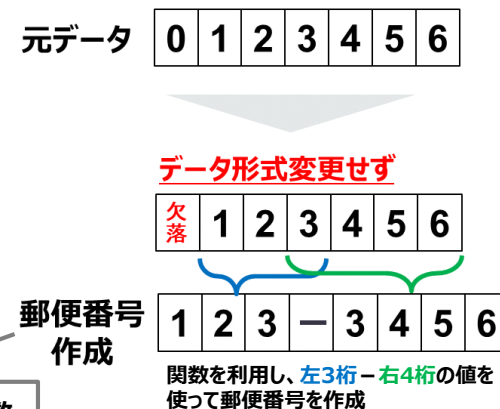 元データ 0 1 2 3 4 5 6
データ形式変更せず
欠落 1 2 3 4 5 6
郵便番号作成 1 2 3 － 3 4 5 6
関数を利用し、左3桁－右4桁の値を
使って郵便番号を作成